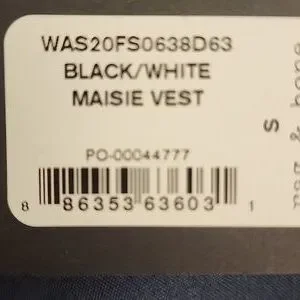 WAS20FS0638D63
BLACK/WHITE
MAISIE VEST
PO-00044777
8 86353 63603 1
S